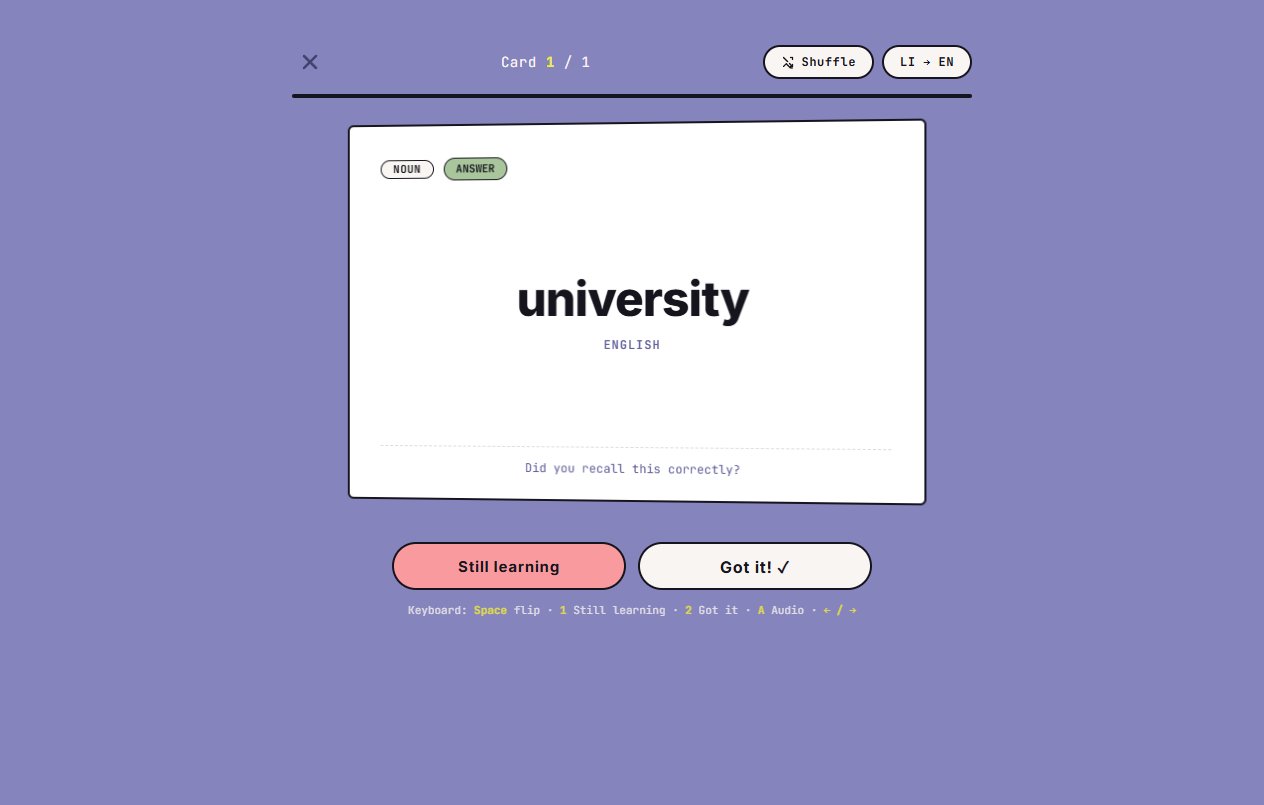 Card 1 / 1
Shuffle
LI → EN
NOUN
ANSWER
university
ENGLISH
Did you recall this correctly?
Still learning
Got it! ✓
Keyboard: Space flip · 1 Still learning · 2 Got it · A Audio · ← / →